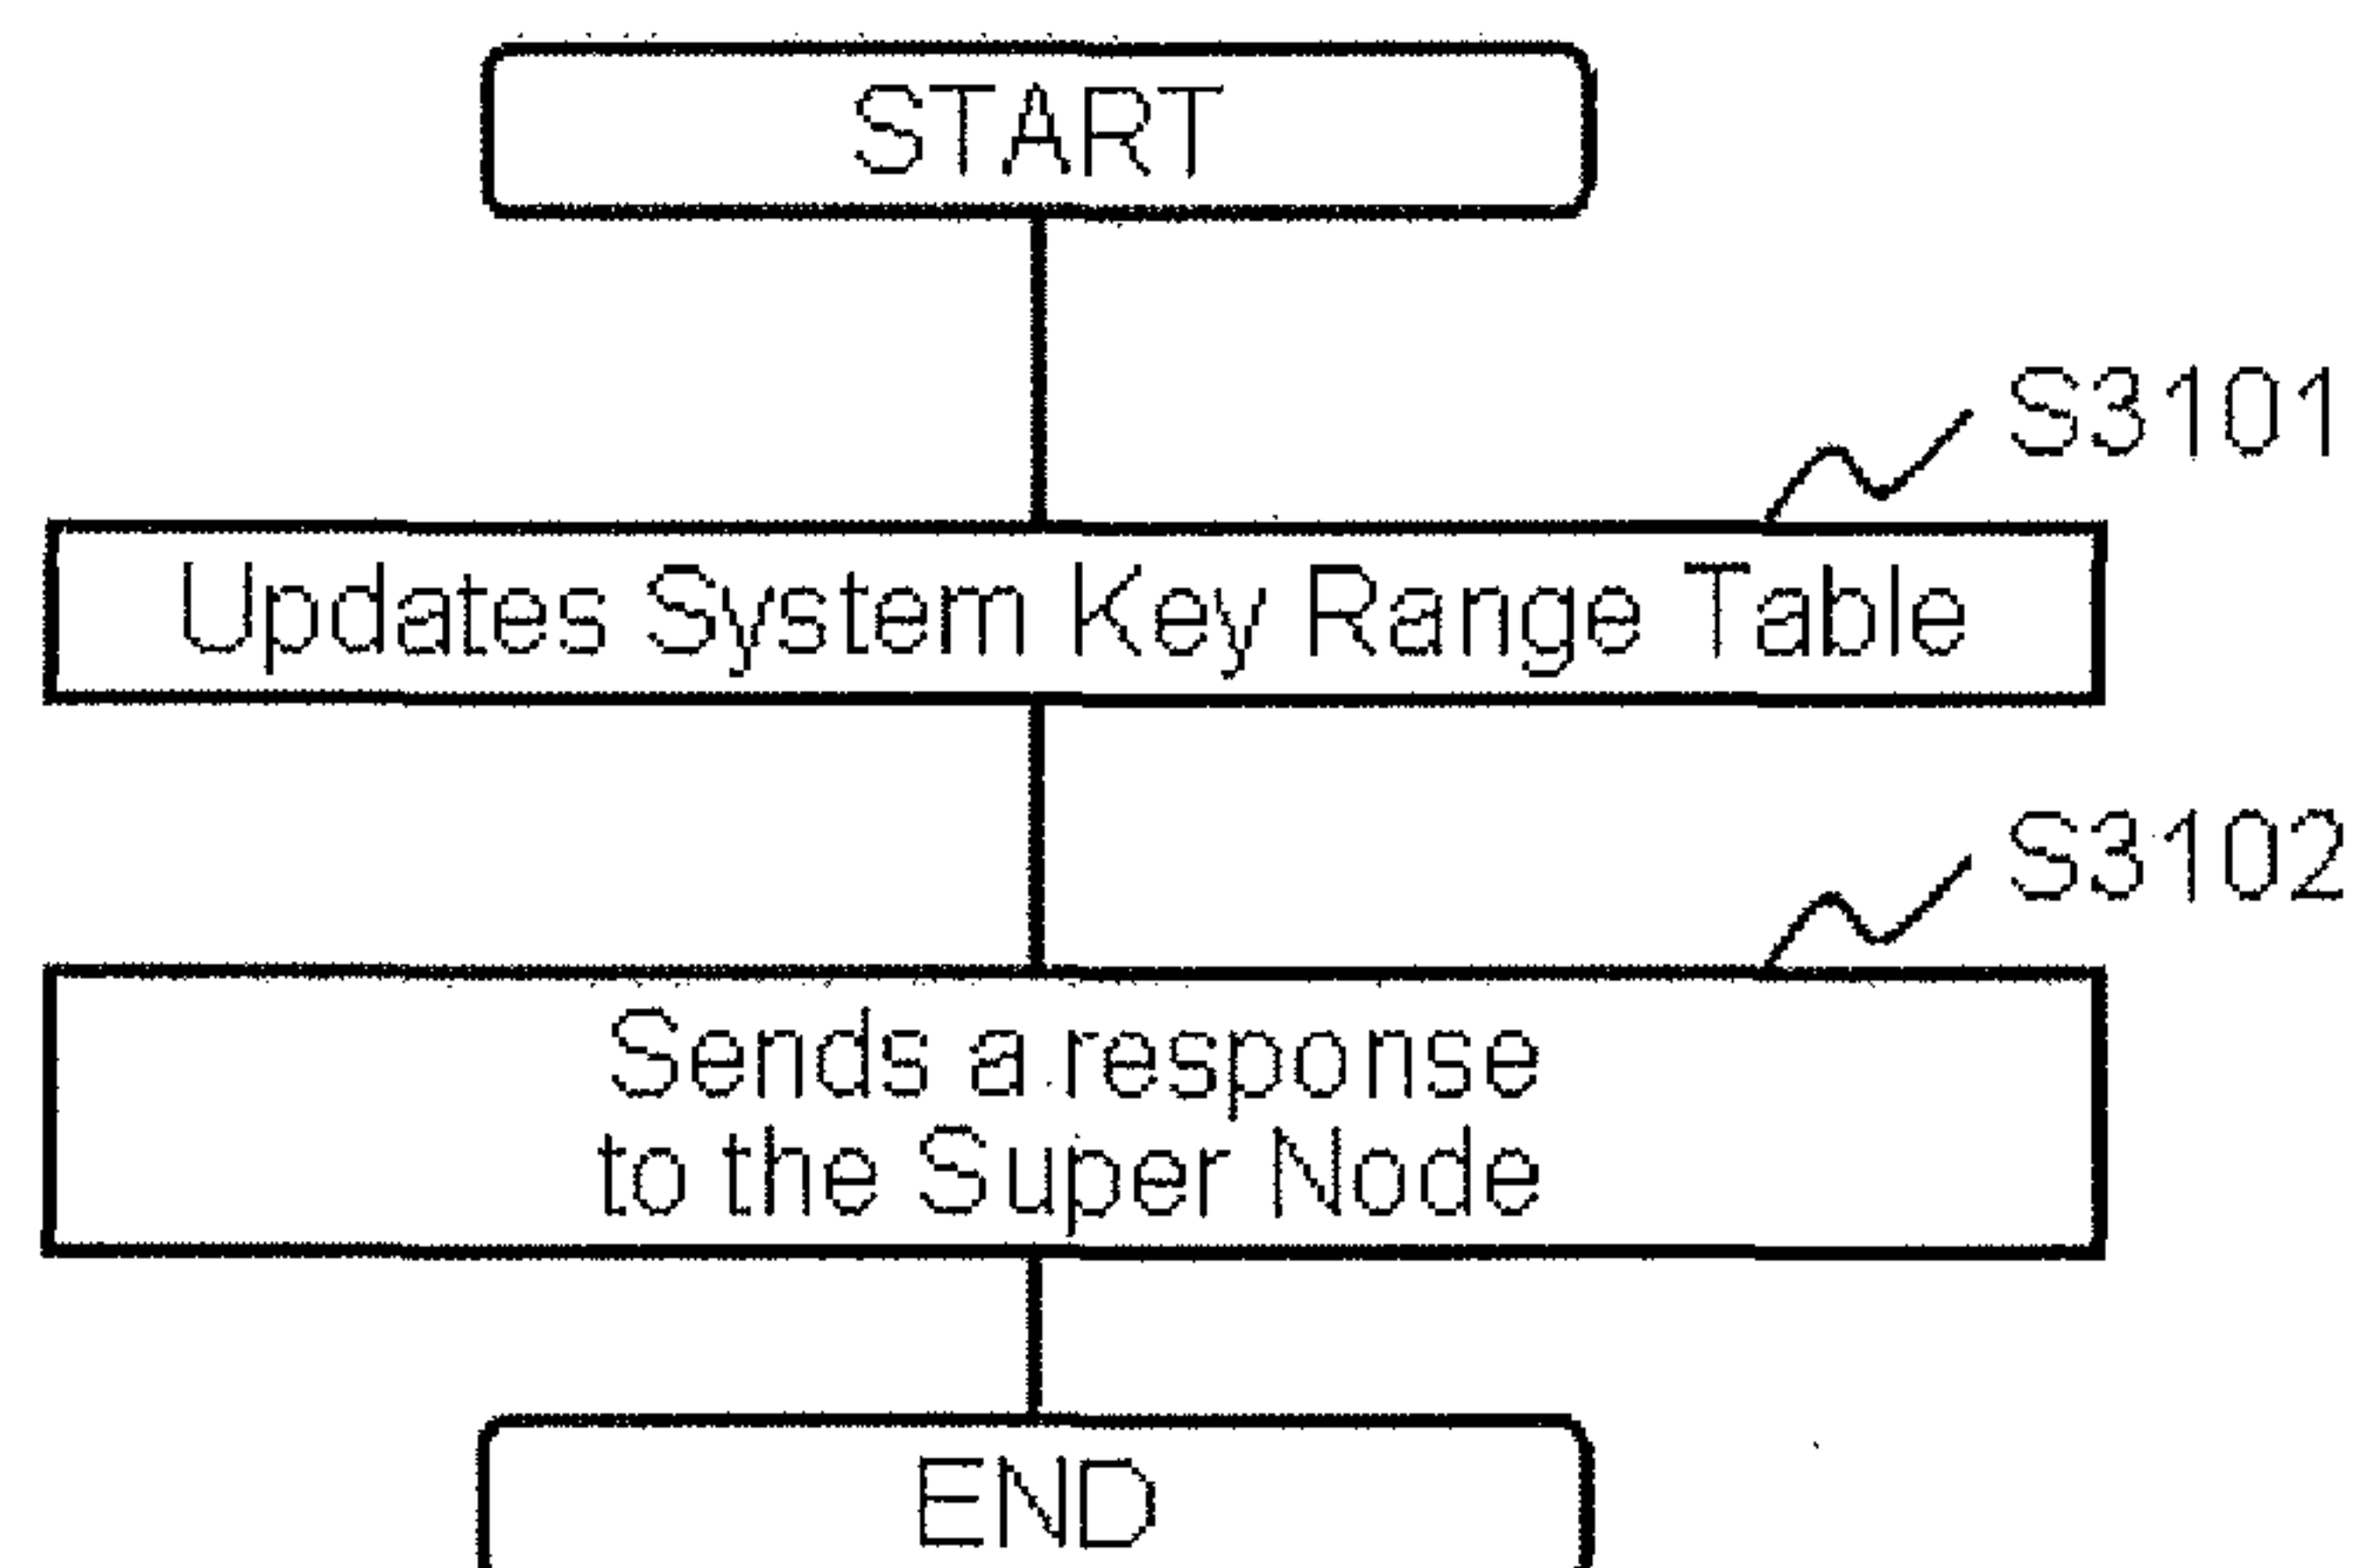 START
S3101
Updates System Key Range Table
S3102
Sends a response
to the Super Node
END